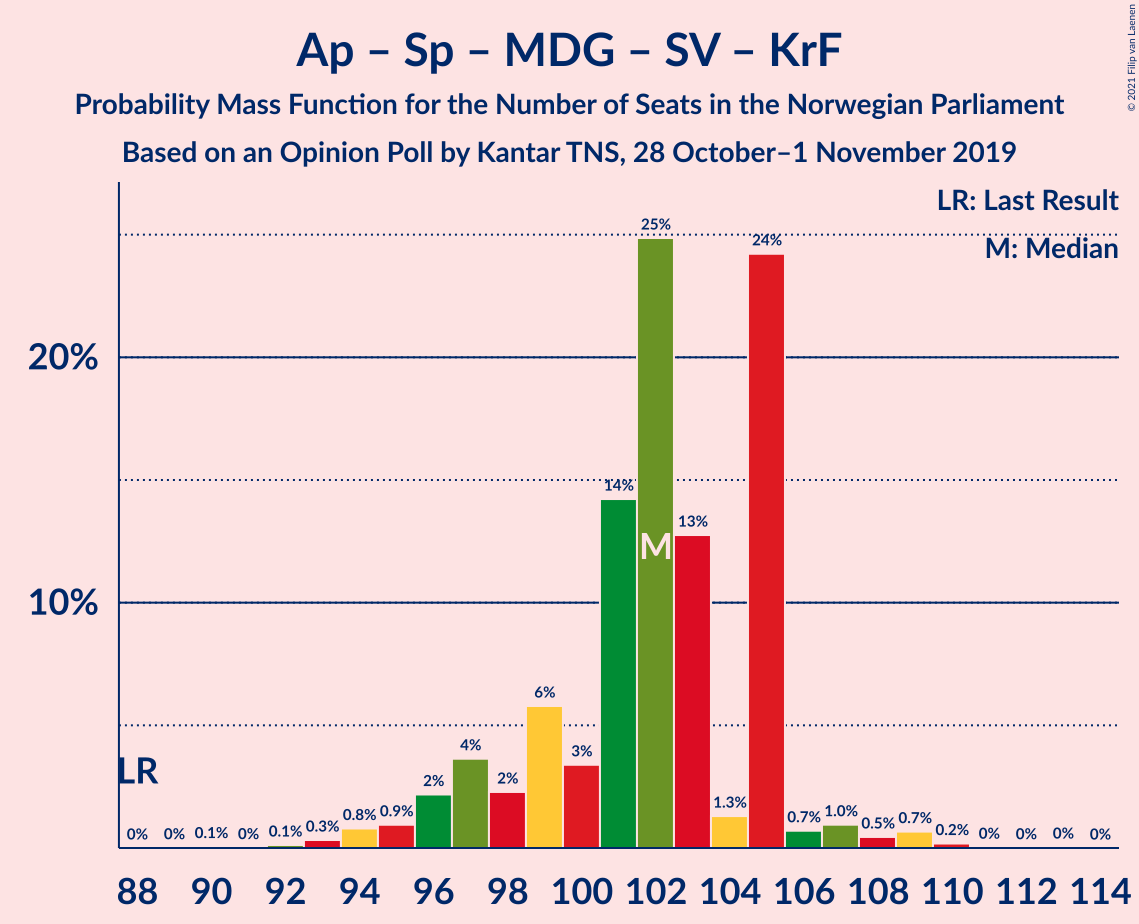 Ap – Sp – MDG – SV – KrF
Probability Mass Function for the Number of Seats in the Norwegian Parliament
Based on an Opinion Poll by Kantar TNS, 28 October–1 November 2019
© 2021 Filip van Laenen
LR: Last Result
M: Median
25%
24%
20%
14%
13%
M
10%
6%
4%
3%
2%
2%
LR
0% 0% 0.1% 0% 0.1% 0.3% 0.8% 0.9% 1.3% 0.7% 1.0% 0.5% 0.7% 0.2% 0% 0% 0% 0%
88 90 92 94 96 98 100 102 104 106 108 110 112 114